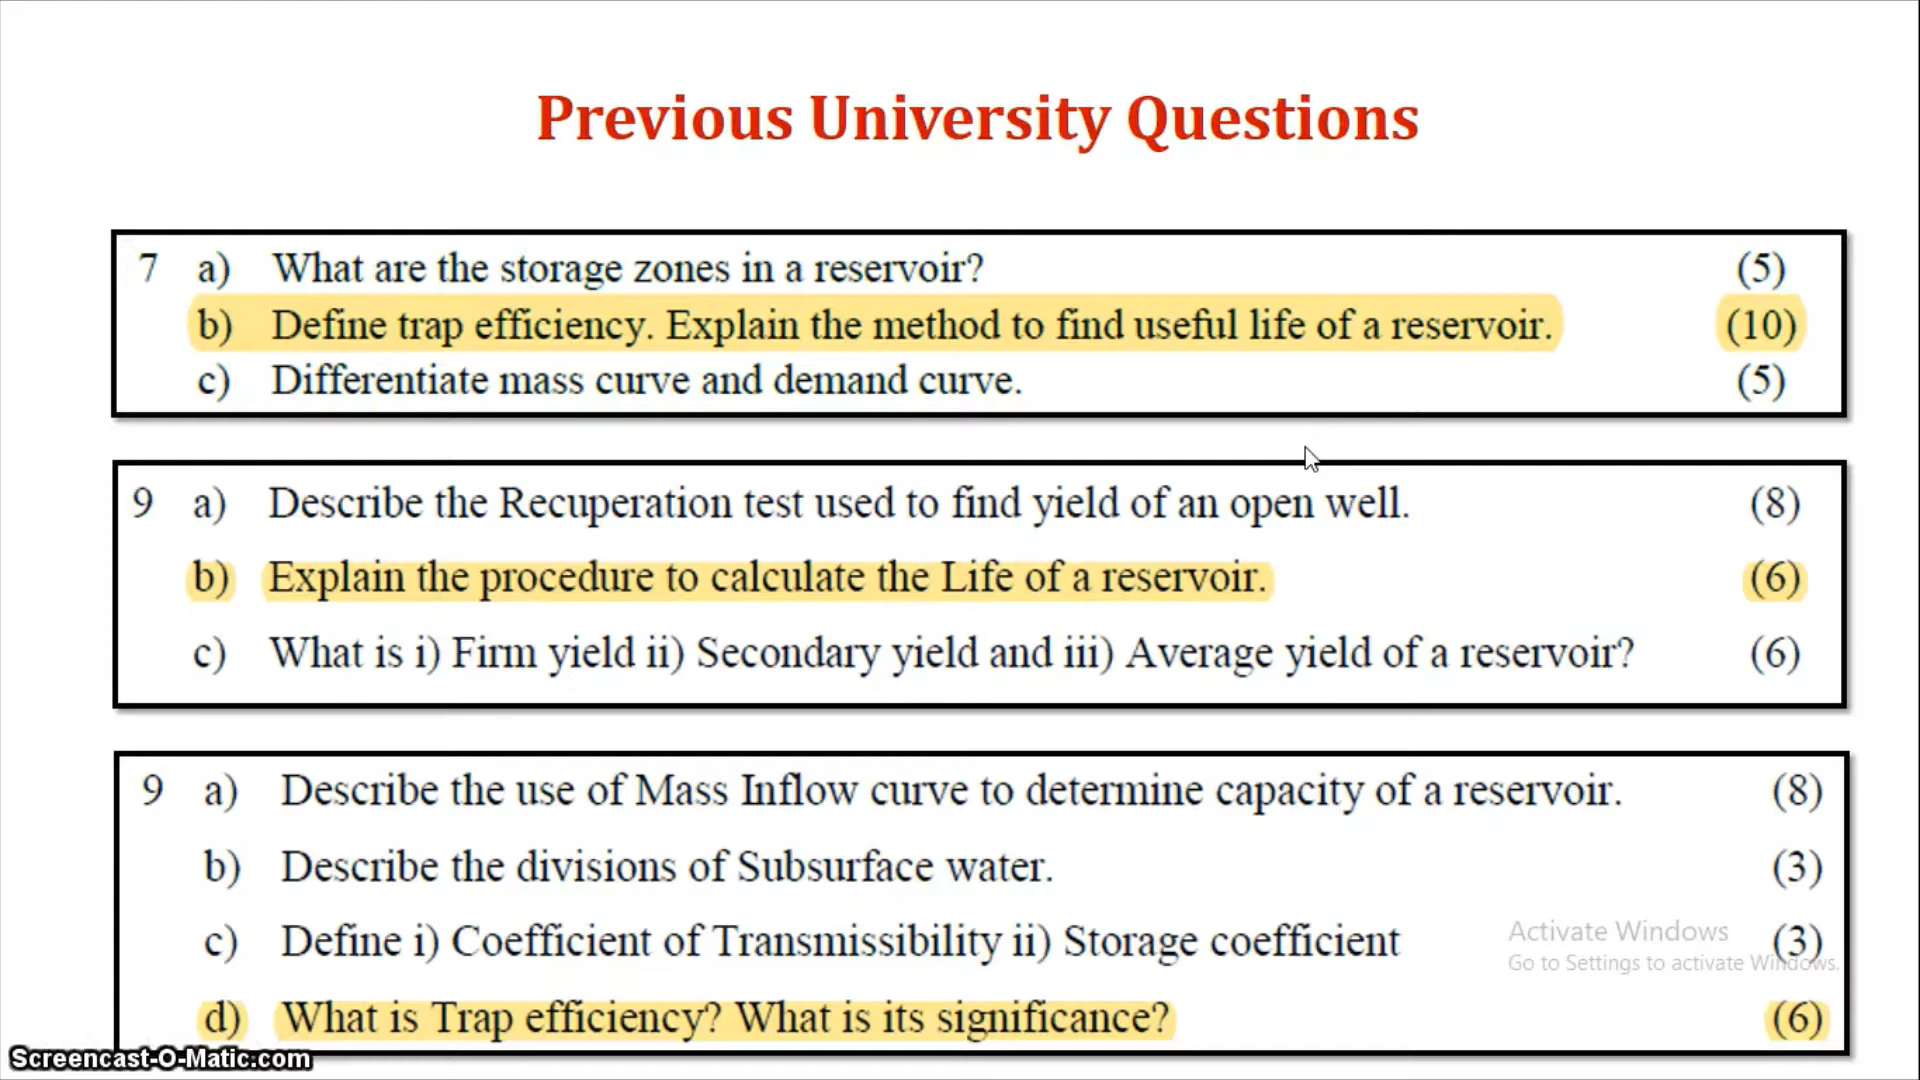 Previous University Questions
7 a) What are the storage zones in a reservoir? (5)
b) Define trap efficiency. Explain the method to find useful life of a reservoir. (10)
c) Differentiate mass curve and demand curve. (5)
9 a) Describe the Recuperation test used to find yield of an open well. (8)
b) Explain the procedure to calculate the Life of a reservoir. (6)
c) What is i) Firm yield ii) Secondary yield and iii) Average yield of a reservoir? (6)
9 a) Describe the use of Mass Inflow curve to determine capacity of a reservoir. (8)
b) Describe the divisions of Subsurface water. (3)
c) Define i) Coefficient of Transmissibility ii) Storage coefficient (3)
Activate Windows
Go to Settings to activate Windows.
d) What is Trap efficiency? What is its significance? (6)
Screencast-O-Matic.com